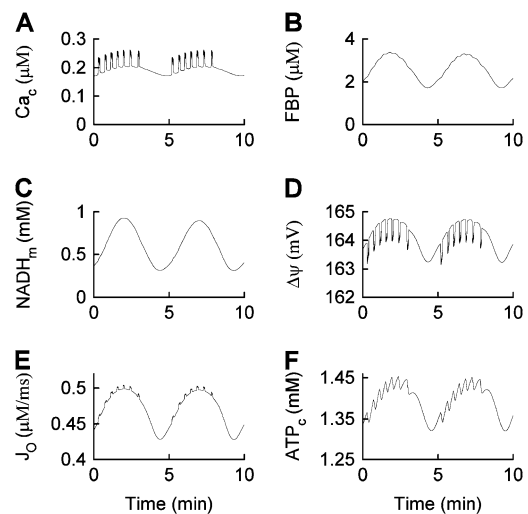 A
B
0.3
0.2
0.1
0
Ca_c (μM)
0 5 10
4
2
0
FBP (μM)
0 5 10
C
D
1
0.5
0
NADH_m (mM)
0 5 10
165
164
163
162
Δψ (mV)
0 5 10
E
F
0.5
0.45
0.4
J_O (μM/ms)
0 5 10
Time (min)
1.45
1.35
1.25
ATP_c (mM)
0 5 10
Time (min)